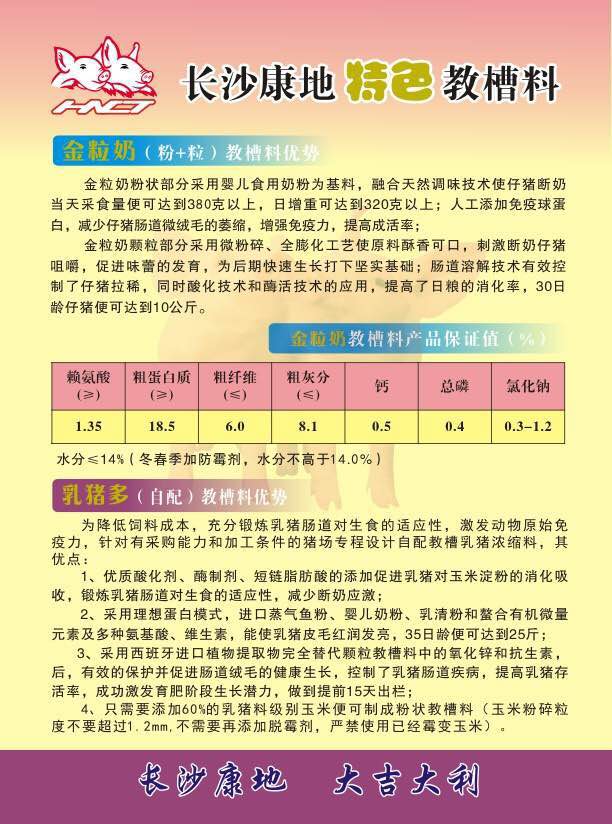 HNCT
长沙康地 特色 教槽料
金粒奶（粉+粒）教槽料优势
金粒奶粉状部分采用婴儿食用奶粉为基料，融合天然调味技术使仔猪断奶
当天采食量便可达到380克以上，日增重可达到320克以上；人工添加免疫球蛋
白，减少仔猪肠道微绒毛的萎缩，增强免疫力，提高成活率；
金粒奶颗粒部分采用微粉碎、全膨化工艺使原料酥香可口，刺激断奶仔猪
咀嚼，促进味蕾的发育，为后期快速生长打下坚实基础；肠道溶解技术有效控
制了仔猪拉稀，同时酸化技术和酶活技术的应用，提高了日粮的消化率，30日
龄仔猪便可达到10公斤。
金粒奶教槽料产品保证值（%）
赖氨酸（≥） 粗蛋白质（≥） 粗纤维（≤） 粗灰分（≤） 钙 总磷 氯化钠
1.35 18.5 6.0 8.1 0.5 0.4 0.3-1.2
水分≤14%（冬春季加防霉剂，水分不高于14.0%）
乳猪多（自配）教槽料优势
为降低饲料成本，充分锻炼乳猪肠道对生食的适应性，激发动物原始免
疫力，针对有采购能力和加工条件的猪场专程设计自配教槽乳猪浓缩料，其
优点：
1、优质酸化剂、酶制剂、短链脂肪酸的添加促进乳猪对玉米淀粉的消化吸
收，锻炼乳猪肠道对生食的适应性，减少断奶应激；
2、采用理想蛋白模式，进口蒸气鱼粉、婴儿奶粉、乳清粉和螯合有机微量
元素及多种氨基酸、维生素，能使乳猪皮毛红润发亮，35日龄便可达到25斤；
3、采用西班牙进口植物提取物完全替代颗粒教槽料中的氧化锌和抗生素，
后，有效的保护并促进肠道绒毛的健康生长，控制了乳猪肠道疾病，提高乳猪存
活率，成功激发育肥阶段生长潜力，做到提前15天出栏；
4、只需要添加60%的乳猪料级别玉米便可制成粉状教槽料（玉米粉碎粒
度不要超过1.2mm,不需要再添加脱霉剂，严禁使用已经霉变玉米）。
长沙康地 大吉大利